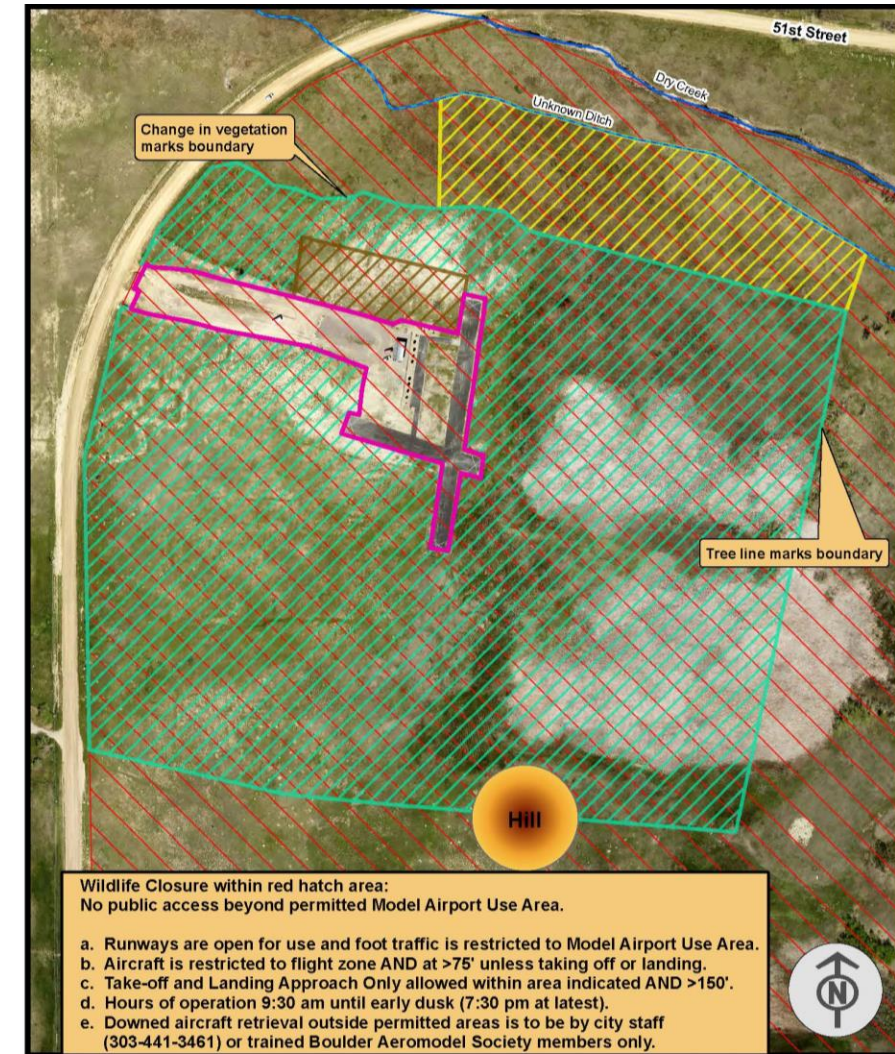 51st Street
Dry Creek
Unknown Ditch
Change in vegetation
marks boundary
Tree line marks boundary
Hill
Wildlife Closure within red hatch area:
No public access beyond permitted Model Airport Use Area.
a. Runways are open for use and foot traffic is restricted to Model Airport Use Area.
b. Aircraft is restricted to flight zone AND at >75' unless taking off or landing.
c. Take-off and Landing Approach Only allowed within area indicated AND >150'.
d. Hours of operation 9:30 am until early dusk (7:30 pm at latest).
e. Downed aircraft retrieval outside permitted areas is to be by city staff
(303-441-3461) or trained Boulder Aeromodel Society members only.
N